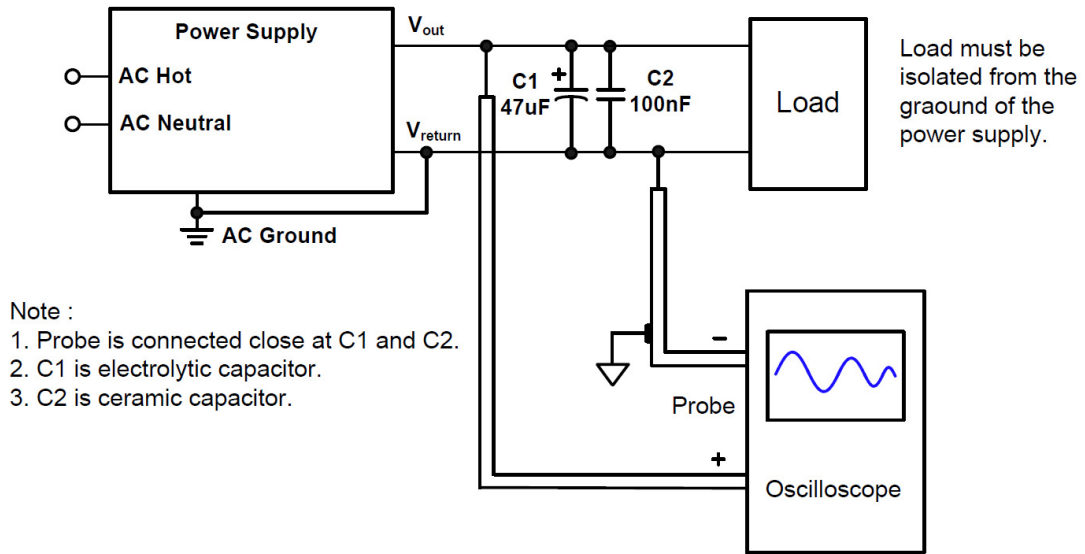 Power Supply
V_out
AC Hot
AC Neutral
V_return
AC Ground
+
C1
47uF
C2
100nF
Load
Load must be
isolated from the
graound of the
power supply.
Note :
1. Probe is connected close at C1 and C2.
2. C1 is electrolytic capacitor.
3. C2 is ceramic capacitor.
−
Probe
+
Oscilloscope